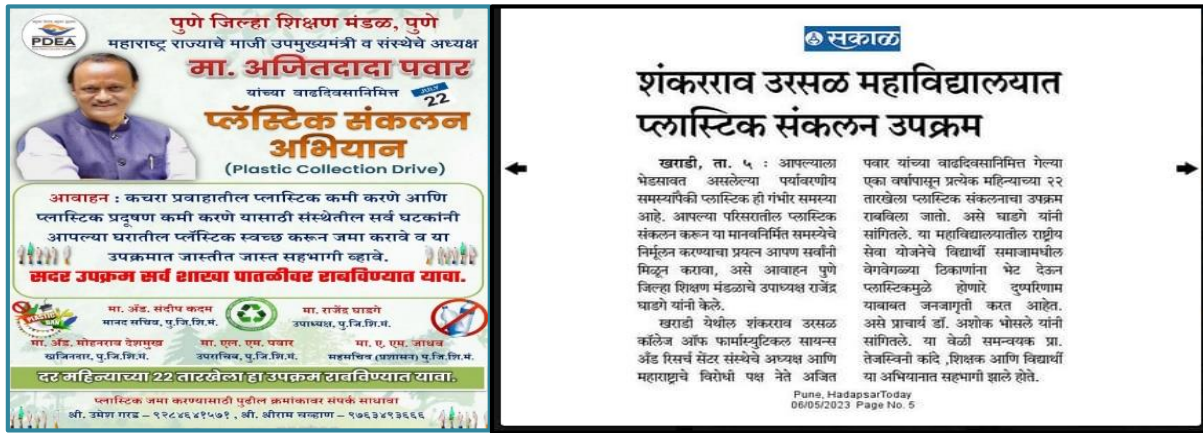 PDEA
पुणे जिल्हा शिक्षण मंडळ, पुणे
महाराष्ट्र राज्याचे माजी उपमुख्यमंत्री व संस्थेचे अध्यक्ष
मा. अजितदादा पवार
यांच्या वाढदिवसानिमित्त
JULY
22
प्लॅस्टिक संकलन
अभियान
(Plastic Collection Drive)
आवाहन : कचरा प्रवाहातील प्लास्टिक कमी करणे आणि
प्लास्टिक प्रदूषण कमी करणे यासाठी संस्थेतील सर्व घटकांनी
आपल्या घरातील प्लॅस्टिक स्वच्छ करून जमा करावे व या
उपक्रमात जास्तीत जास्त सहभागी व्हावे.
सदर उपक्रम सर्व शाखा पातळीवर राबविण्यात यावा.
मा. अॅड. संदीप कदम
मानद सचिव, पु.जि.शि.मं.
मा. राजेंद्र घाडगे
उपाध्यक्ष, पु.जि.शि.मं.
मा. अॅड. मोहनराव देशमुख
खजिनदार, पु.जि.शि.मं.
मा. एल. एम. पवार
उपसचिव, पु.जि.शि.मं.
मा. ए. एम. जाधव
सहसचिव (प्रशासन) पु.जि.शि.मं.
दर महिन्याच्या 22 तारखेला हा उपक्रम राबविण्यात यावा.
प्लास्टिक जमा करण्यासाठी पुढील क्रमांकावर संपर्क साधावा
श्री. उमेश गरड – ९२८४६४१५७१ , श्री. श्रीराम चव्हाण – ९७६३४९३६६६
सकाळ
शंकरराव उरसळ महाविद्यालयात
प्लास्टिक संकलन उपक्रम
खराडी, ता. ५ : आपल्याला
भेडसावत असलेल्या पर्यावरणीय
समस्यांपैकी प्लास्टिक ही गंभीर समस्या
आहे. आपल्या परिसरातील प्लास्टिक
संकलन करून या मानवनिर्मित समस्येचे
निर्मूलन करण्याचा प्रयत्न आपण सर्वांनी
मिळून करावा, असे आवाहन पुणे
जिल्हा शिक्षण मंडळाचे उपाध्यक्ष राजेंद्र
घाडगे यांनी केले.
खराडी येथील शंकरराव उरसळ
कॉलेज ऑफ फार्मास्युटिकल सायन्स
अँड रिसर्च सेंटर संस्थेचे अध्यक्ष आणि
महाराष्ट्राचे विरोधी पक्ष नेते अजित
पवार यांच्या वाढदिवसानिमित्त गेल्या
एका वर्षापासून प्रत्येक महिन्याच्या २२
तारखेला प्लास्टिक संकलनाचा उपक्रम
राबविला जातो. असे घाडगे यांनी
सांगितले. या महाविद्यालयातील राष्ट्रीय
सेवा योजनेचे विद्यार्थी समाजामधील
वेगवेगळ्या ठिकाणांना भेट देऊन
प्लास्टिकमुळे होणारे दुष्परिणाम
याबाबत जनजागृती करत आहेत.
असे प्राचार्य डॉ. अशोक भोसले यांनी
सांगितले. या वेळी समन्वयक प्रा.
तेजस्विनी कांदे ,शिक्षक आणि विद्यार्थी
या अभियानात सहभागी झाले होते.
Pune, HadapsarToday
06/05/2023 Page No. 5